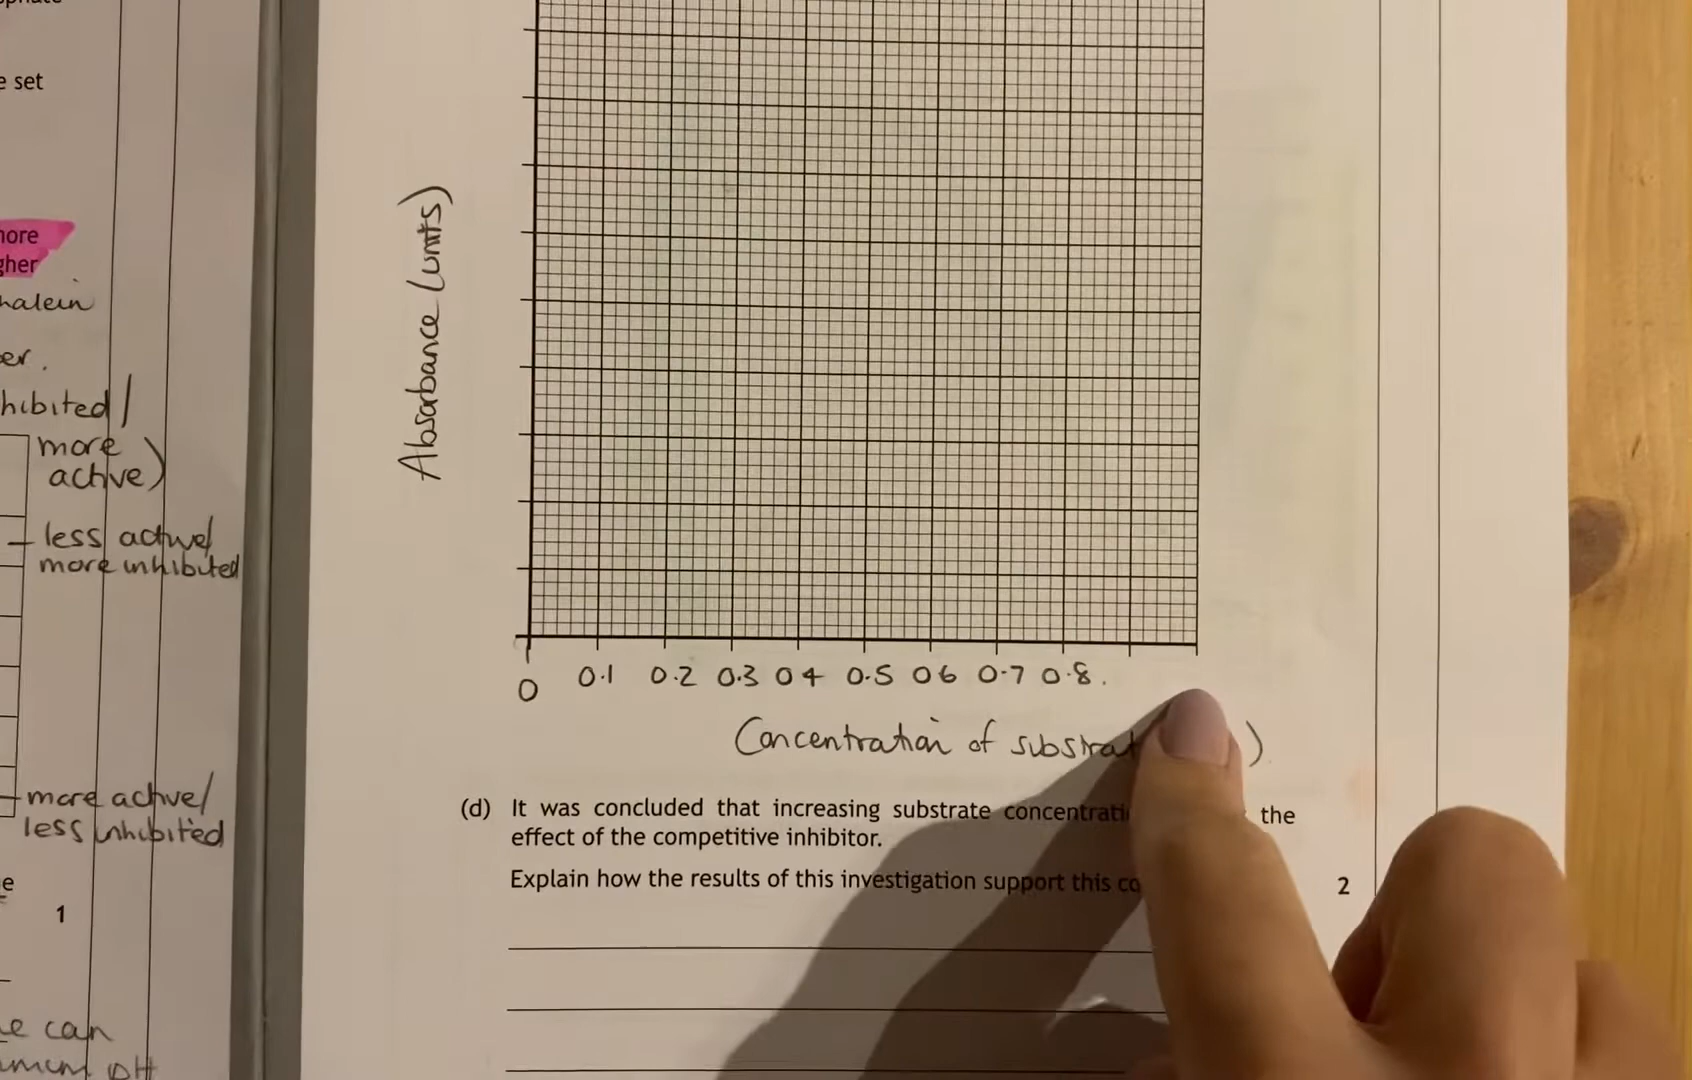 set
more
gher
halein
er.
hibited/
more
active)
less active/
more inhibited
more active/
less inhibited
e
1
e can
pH
Absorbance (units)
0 0.1 0.2 0.3 0 4 0.5 0 6 0.7 0.8.
Concentration of substrat )
(d) It was concluded that increasing substrate concentrati the
effect of the competitive inhibitor.
Explain how the results of this investigation support this co
2